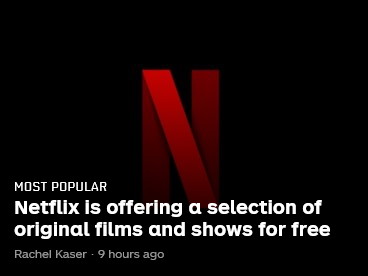 MOST POPULAR
Netflix is offering a selection of
original films and shows for free
Rachel Kaser · 9 hours ago